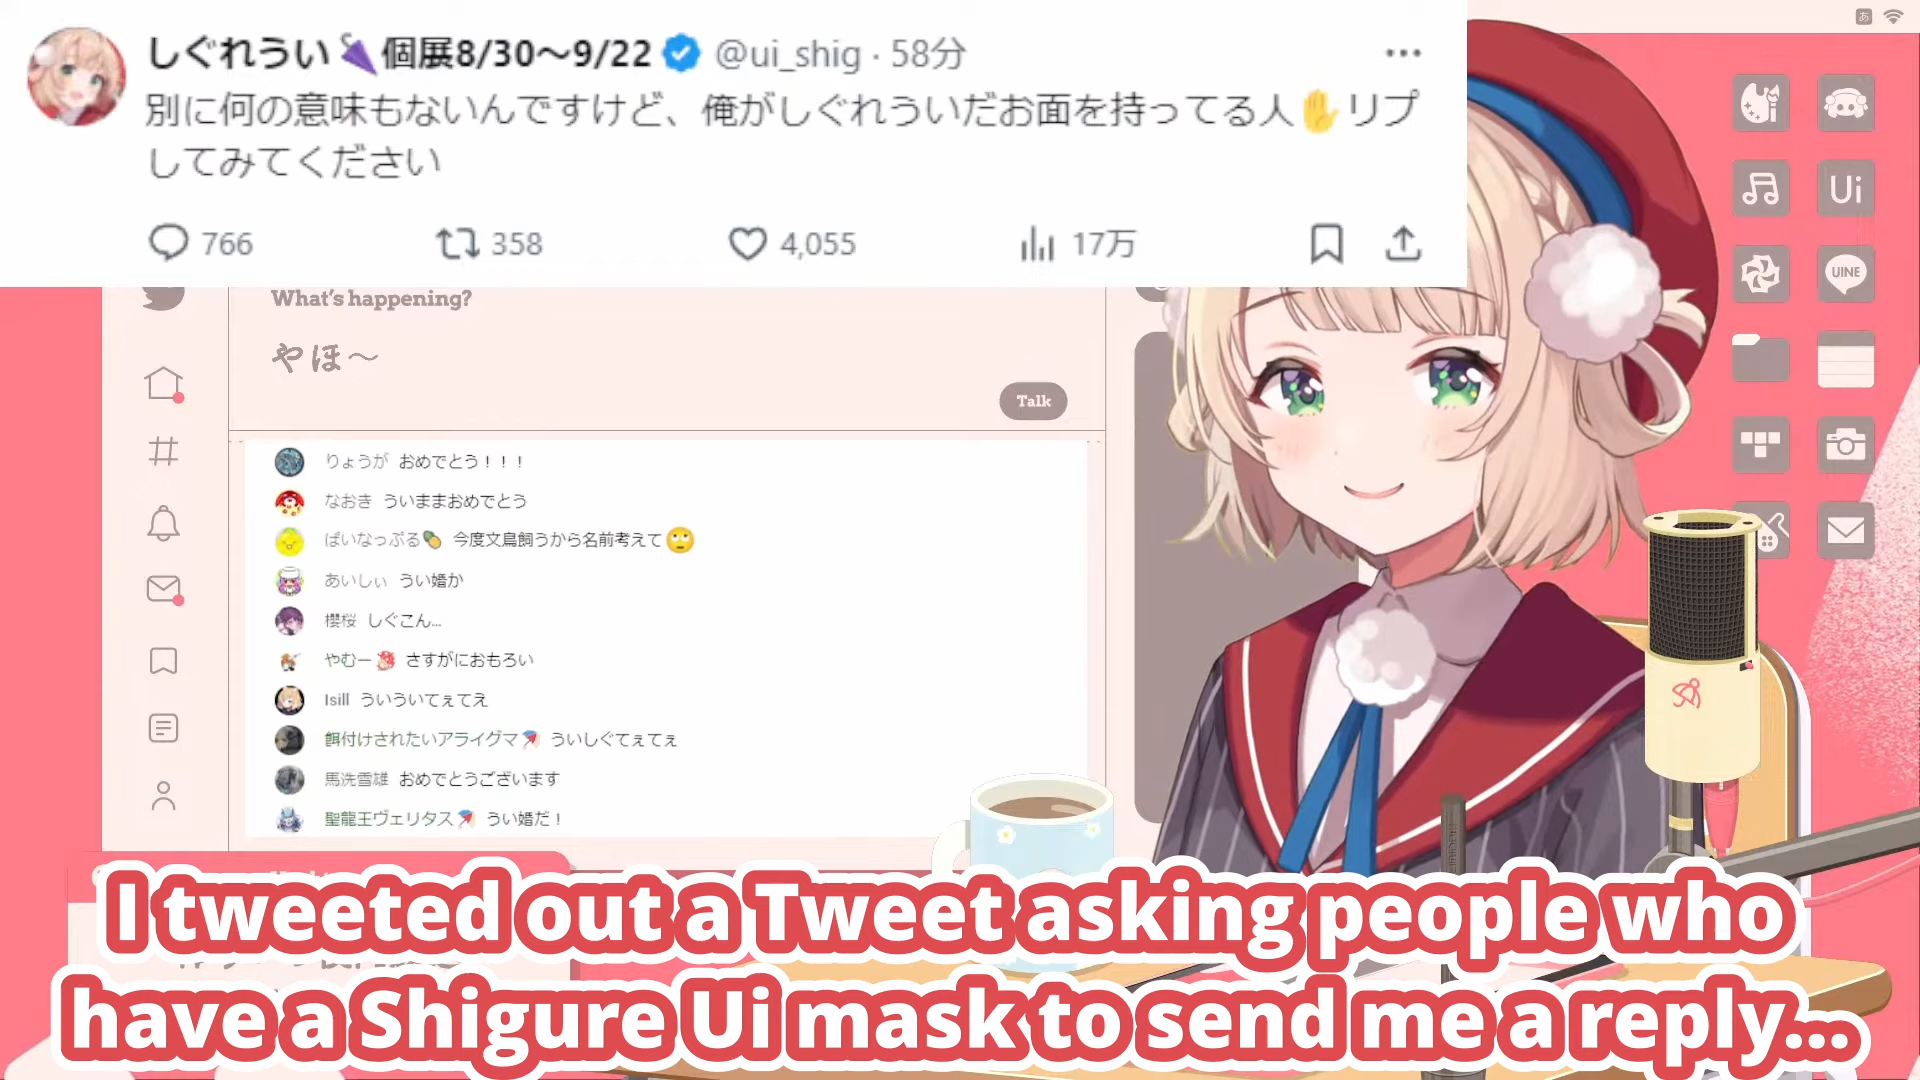 しぐれうい🌂個展8/30〜9/22 @ui_shig · 58分
別に何の意味もないんですけど、俺がしぐれういだお面を持ってる人✋リプ
してみてください
766 358 4,055 17万
What's happening?
やほ〜
Talk
りょうが おめでとう！！！
なおき ういままおめでとう
ぱいなっぷる🍍 今度文鳥飼うから名前考えて🙄
あいしぃ うい婚か
櫻桜 しぐこん...
やむー さすがにおもろい
Isill ういういてぇてえ
餌付けされたいアライグマ ういしぐてぇてぇ
馬洗雪雄 おめでとうございます
聖龍王ヴェリタス うい婚だ！
あ
Ui
UINE
I tweeted out a Tweet asking people who
have a Shigure Ui mask to send me a reply...